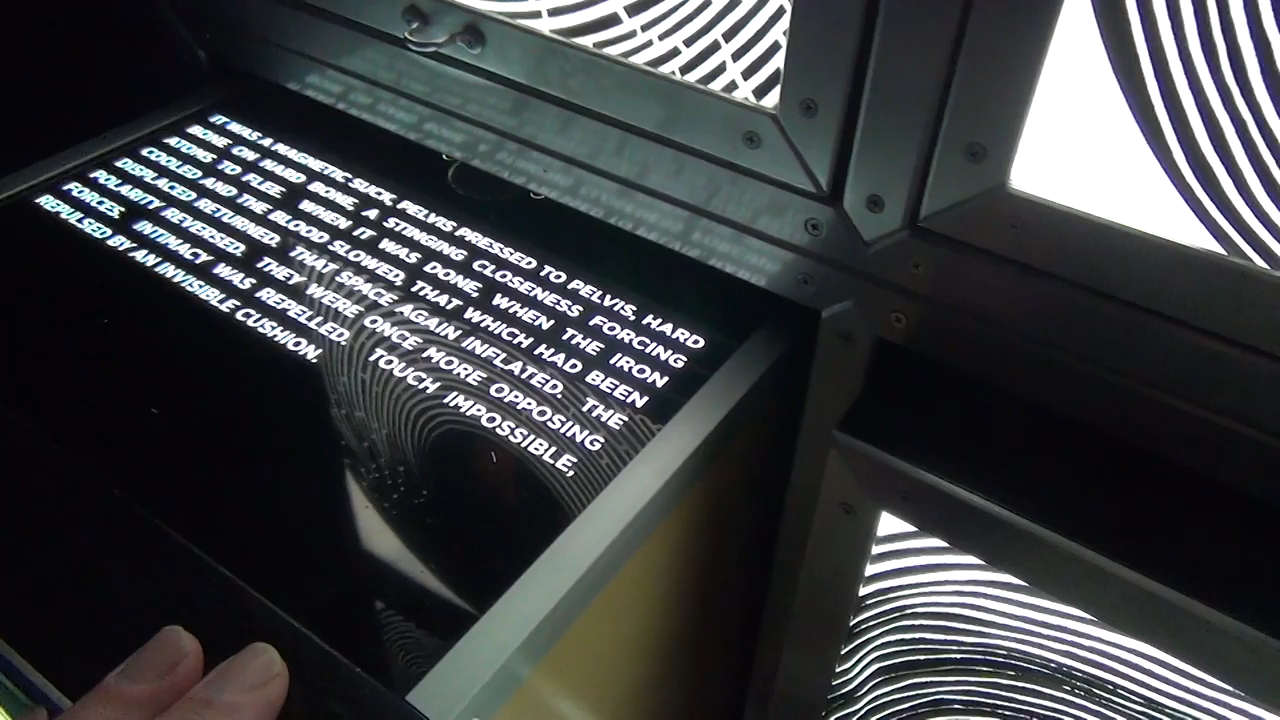 IT WAS A MAGNETIC SUCK, PELVIS PRESSED TO PELVIS, HARD
BONE ON HARD BONE, A STINGING CLOSENESS FORCING
ATOMS TO FLEE. WHEN IT WAS DONE, WHEN THE IRON
COOLED AND THE BLOOD SLOWED, THAT WHICH HAD BEEN
DISPLACED RETURNED. THAT SPACE AGAIN INFLATED. THE
POLARITY REVERSED. THEY WERE ONCE MORE OPPOSING
FORCES. INTIMACY WAS REPELLED. TOUCH IMPOSSIBLE,
REPULSED BY AN INVISIBLE CUSHION.